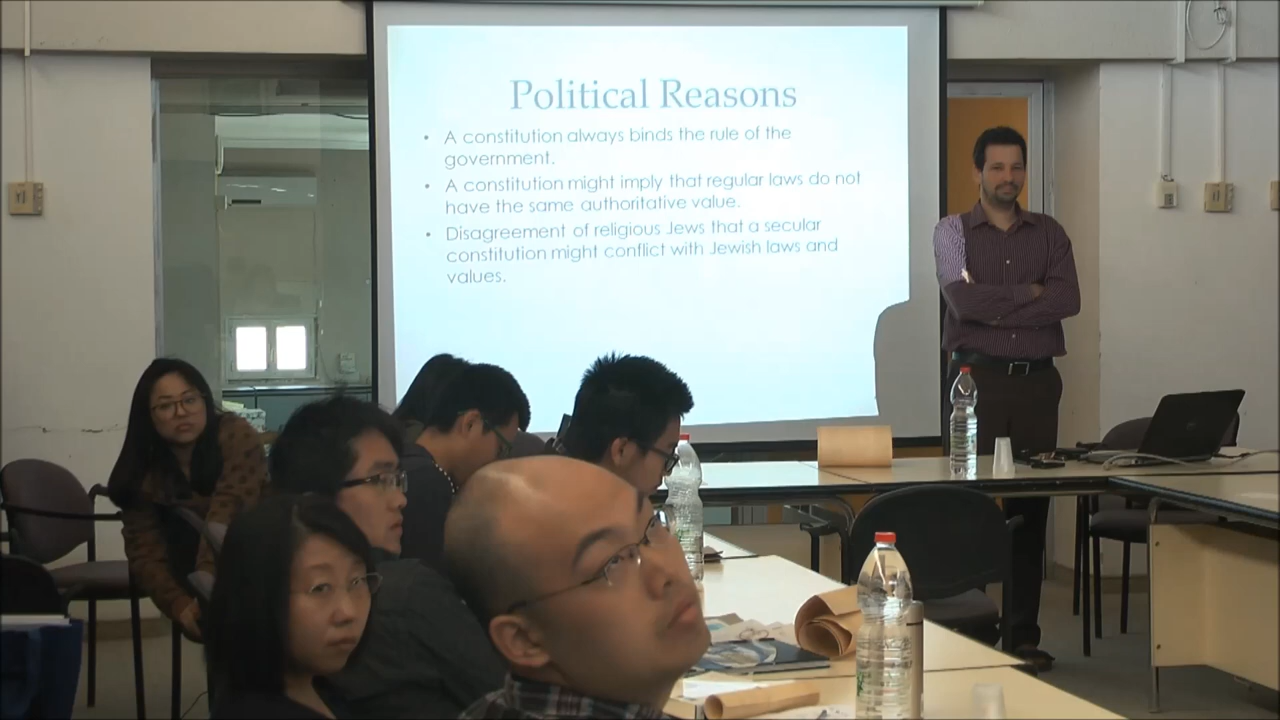 Political Reasons
• A constitution always binds the rule of the
government.
• A constitution might imply that regular laws do not
have the same authoritative value.
• Disagreement of religious Jews that a secular
constitution might conflict with Jewish laws and
values.